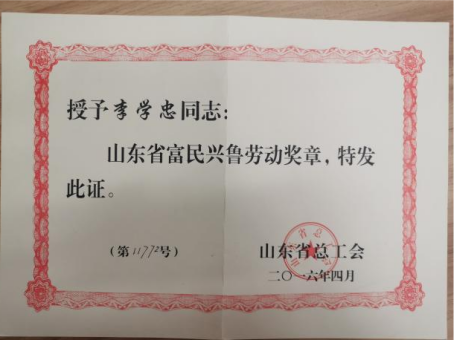 授予李学忠同志：
山东省富民兴鲁劳动奖章，特发
此证。
（第11772号）
山东省总工会
二〇一六年四月